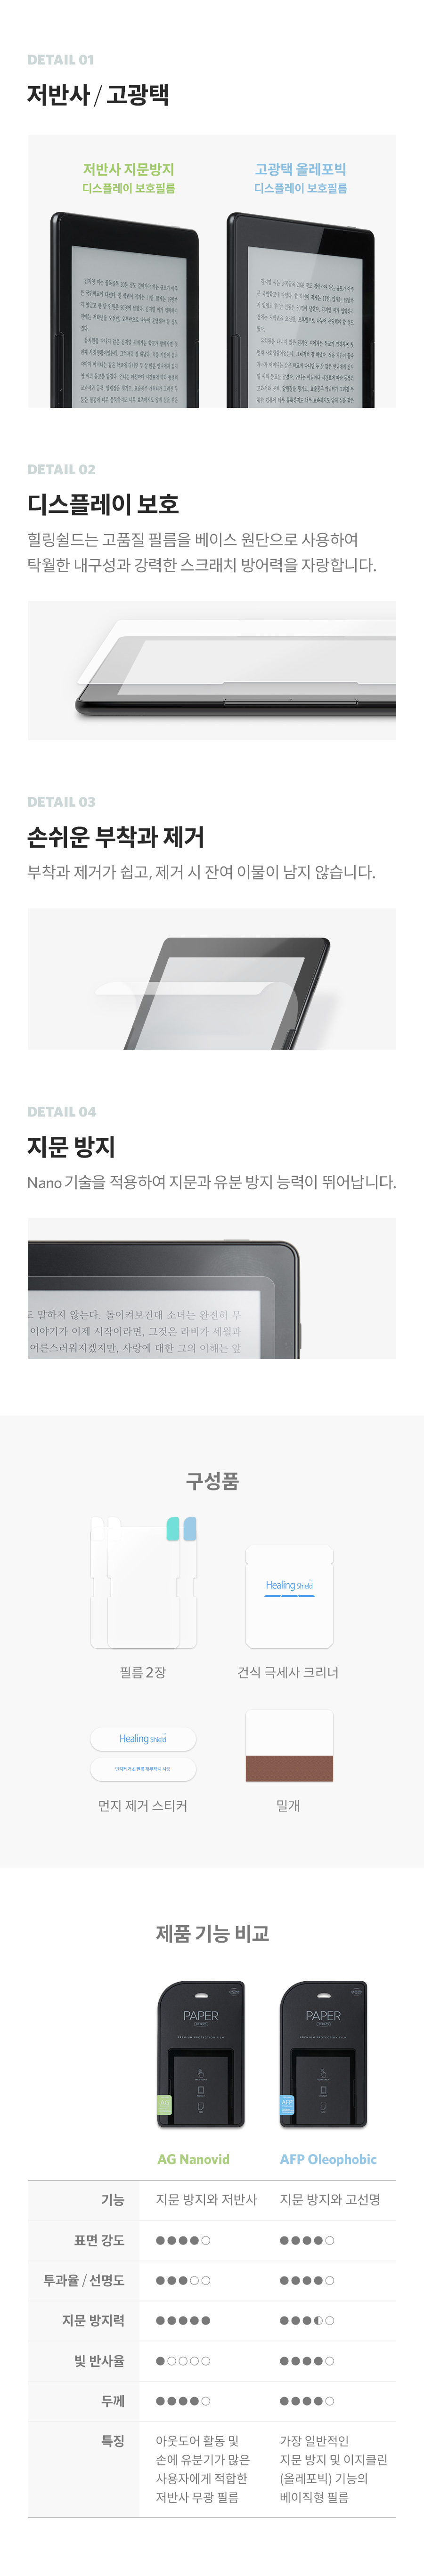 DETAIL 01
저반사 / 고광택
저반사 지문방지
디스플레이 보호필름
고광택 올레포빅
디스플레이 보호필름
DETAIL 02
디스플레이 보호
힐링쉴드는 고품질 필름을 베이스 원단으로 사용하여
탁월한 내구성과 강력한 스크래치 방어력을 자랑합니다.
DETAIL 03
손쉬운 부착과 제거
부착과 제거가 쉽고, 제거 시 잔여 이물이 남지 않습니다.
DETAIL 04
지문 방지
Nano 기술을 적용하여 지문과 유분 방지 능력이 뛰어납니다.
도 말하지 않는다. 돌이켜보건대 소녀는 완전히 무
이야기가 이제 시작이라면, 그것은 라비가 세월과
어른스러워지겠지만, 사랑에 대한 그의 이해는 앞
구성품
Healing Shield
필름 2장
건식 극세사 크리너
Healing Shield
먼지 제거 스티커
밀개
제품 기능 비교
PAPER
PREMIUM PROTECTION FILM
PAPER
PREMIUM PROTECTION FILM
AFP
AG Nanovid
AFP Oleophobic
기능
지문 방지와 저반사
지문 방지와 고선명
표면 강도
●●●●○
●●●●○
투과율 / 선명도
●●●○○
●●●●○
지문 방지력
●●●●●
●●●◐○
빛 반사율
●○○○○
●●●●○
두께
●●●●○
●●●●○
특징
아웃도어 활동 및
손에 유분기가 많은
사용자에게 적합한
저반사 무광 필름
가장 일반적인
지문 방지 및 이지클린
(올레포빅) 기능의
베이직형 필름